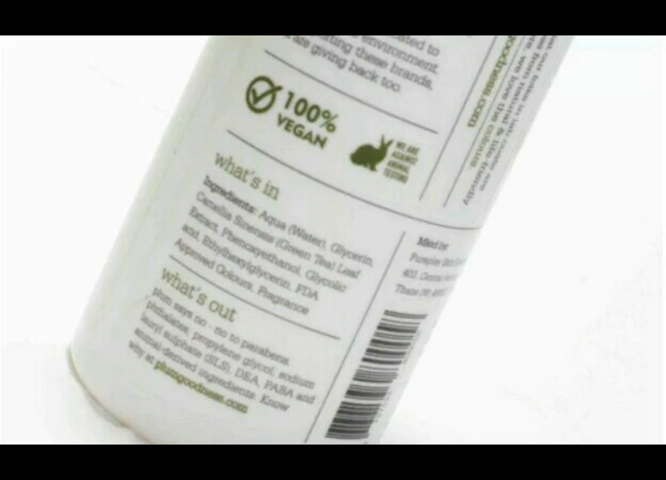 environment.
these brands,
are giving back too.
100%
VEGAN
WE ARE
AGAINST
ANIMAL
TESTING
what's in
Ingredients: Aqua (Water), Glycerin,
Camellia Sinensis (Green Tea) Leaf
Extract, Phenoxyethanol, Glycolic
acid, Ethylhexylglycerin, FDA
Approved Colours, Fragrance
what's out
plum says no - no to parabens,
phthalates, propylene glycol, sodium
lauryl sulphate (SLS), DEA, PABA and
animal-derived ingredients. Know
why at plumgoodness.com
Mfd by:
Thane (W)
goodness.com